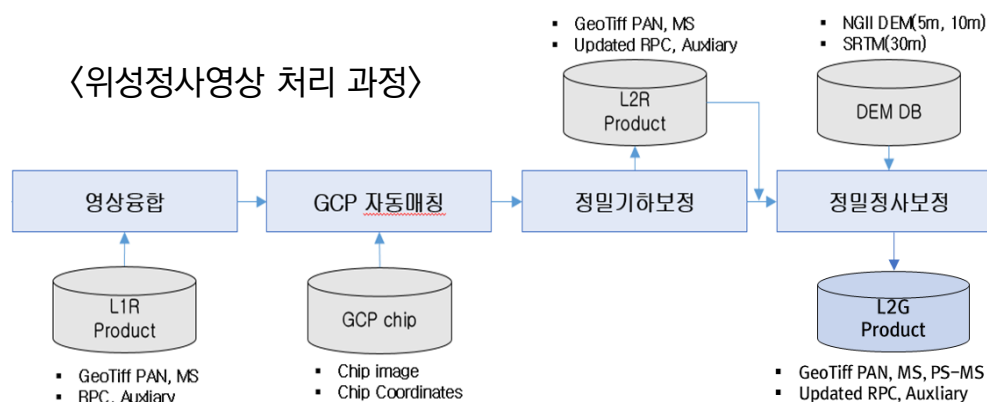 ▪ GeoTiff PAN, MS
▪ Updated RPC, Auxliary
▪ NGII DEM(5m, 10m)
▪ SRTM(30m)
<위성정사영상 처리 과정>
L2R
Product
DEM DB
영상융합
GCP 자동매칭
정밀기하보정
정밀정사보정
L1R
Product
GCP chip
L2G
Product
▪ GeoTiff PAN, MS
▪ RPC, Auxliary
▪ Chip image
▪ Chip Coordinates
▪ GeoTiff PAN, MS, PS-MS
▪ Updated RPC, Auxliary